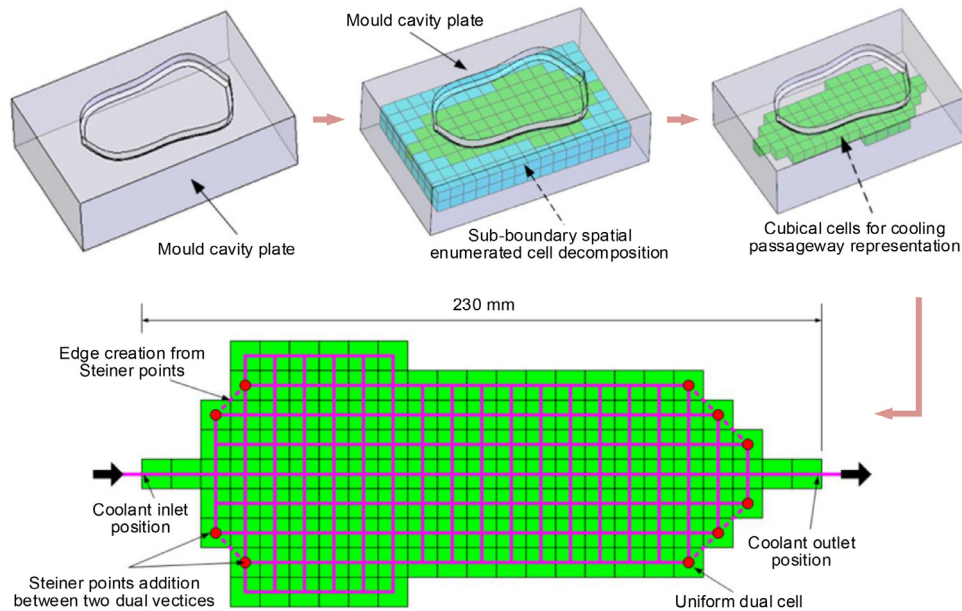 Mould cavity plate
Mould cavity plate
Sub-boundary spatial
enumerated cell decomposition
Cubical cells for cooling
passageway representation
230 mm
Edge creation from
Steiner points
Coolant inlet
position
Coolant outlet
position
Steiner points addition
between two dual vectices
Uniform dual cell